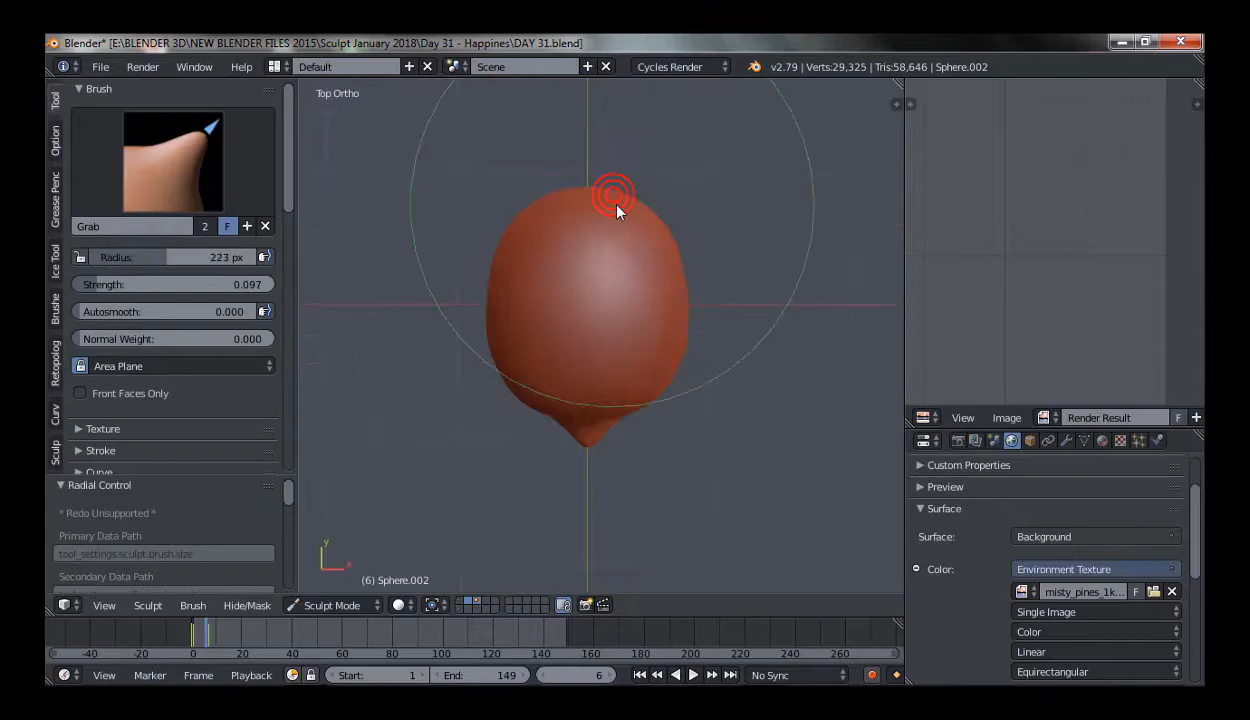 Blender* [E:\BLENDER 3D\NEW BLENDER FILES 2015\Sculpt January 2018\Day 31 - Happines\DAY 31.blend]
File Render Window Help Default Scene Cycles Render v2.79 | Verts:29,325 | Tris:58,646 | Sphere.002
Tool
Option
Grease Penc
Ice Tool
Brushe
Retopolog
Curv
Sculp
Brush
Grab 2 F
Radius: 223 px
Strength: 0.097
Autosmooth: 0.000
Normal Weight: 0.000
Area Plane
Front Faces Only
Texture
Stroke
Curve
Radial Control
* Redo Unsupported *
Primary Data Path
tool_settings.sculpt.brush.size
Secondary Data Path
Top Ortho
y
x
(6) Sphere.002
View Sculpt Brush Hide/Mask Sculpt Mode
View Image Render Result F
Custom Properties
Preview
Surface
Surface: Background
Color: Environment Texture
misty_pines_1k... F
Single Image
Color
Linear
Equirectangular
-40 -20 0 20 40 60 80 100 120 140 160 180 200 220 240 260
View Marker Frame Playback Start: 1 End: 149 6 No Sync